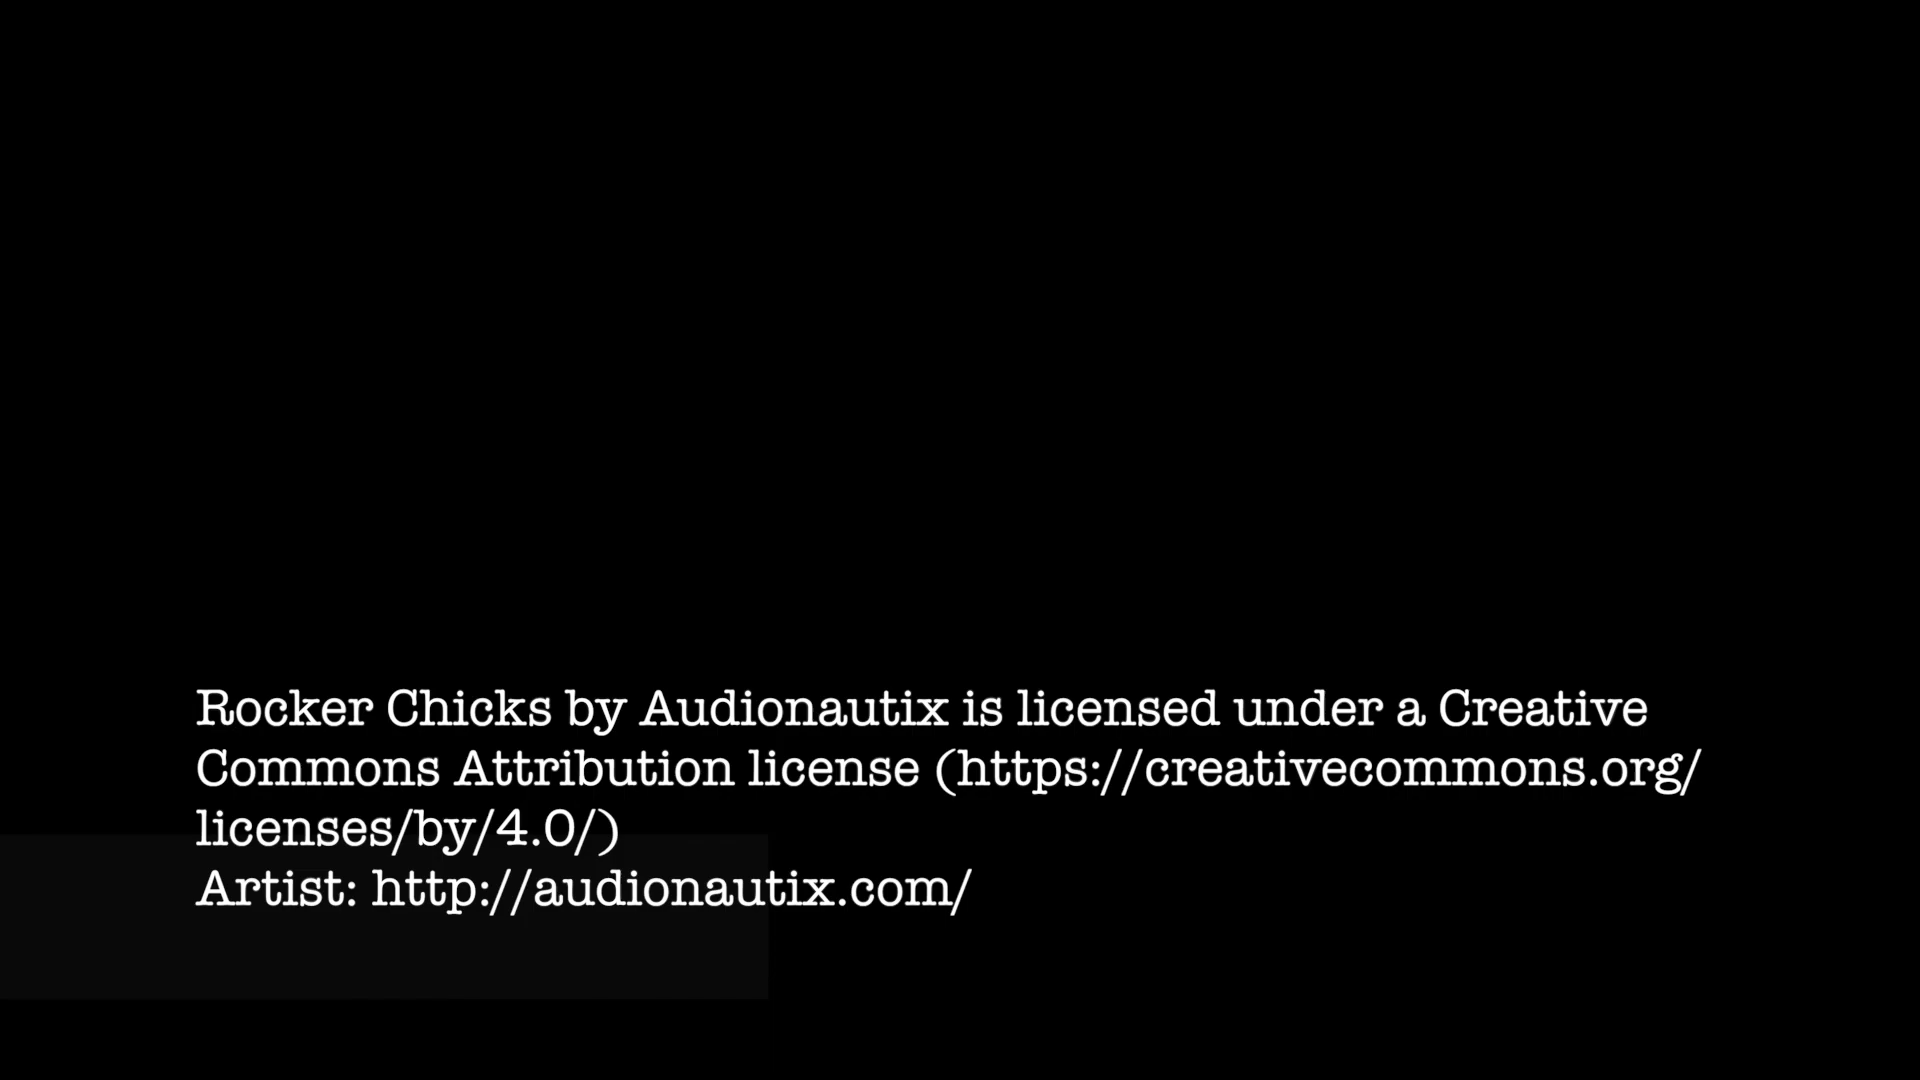 Rocker Chicks by Audionautix is licensed under a Creative
Commons Attribution license (https://creativecommons.org/
licenses/by/4.0/)
Artist: http://audionautix.com/